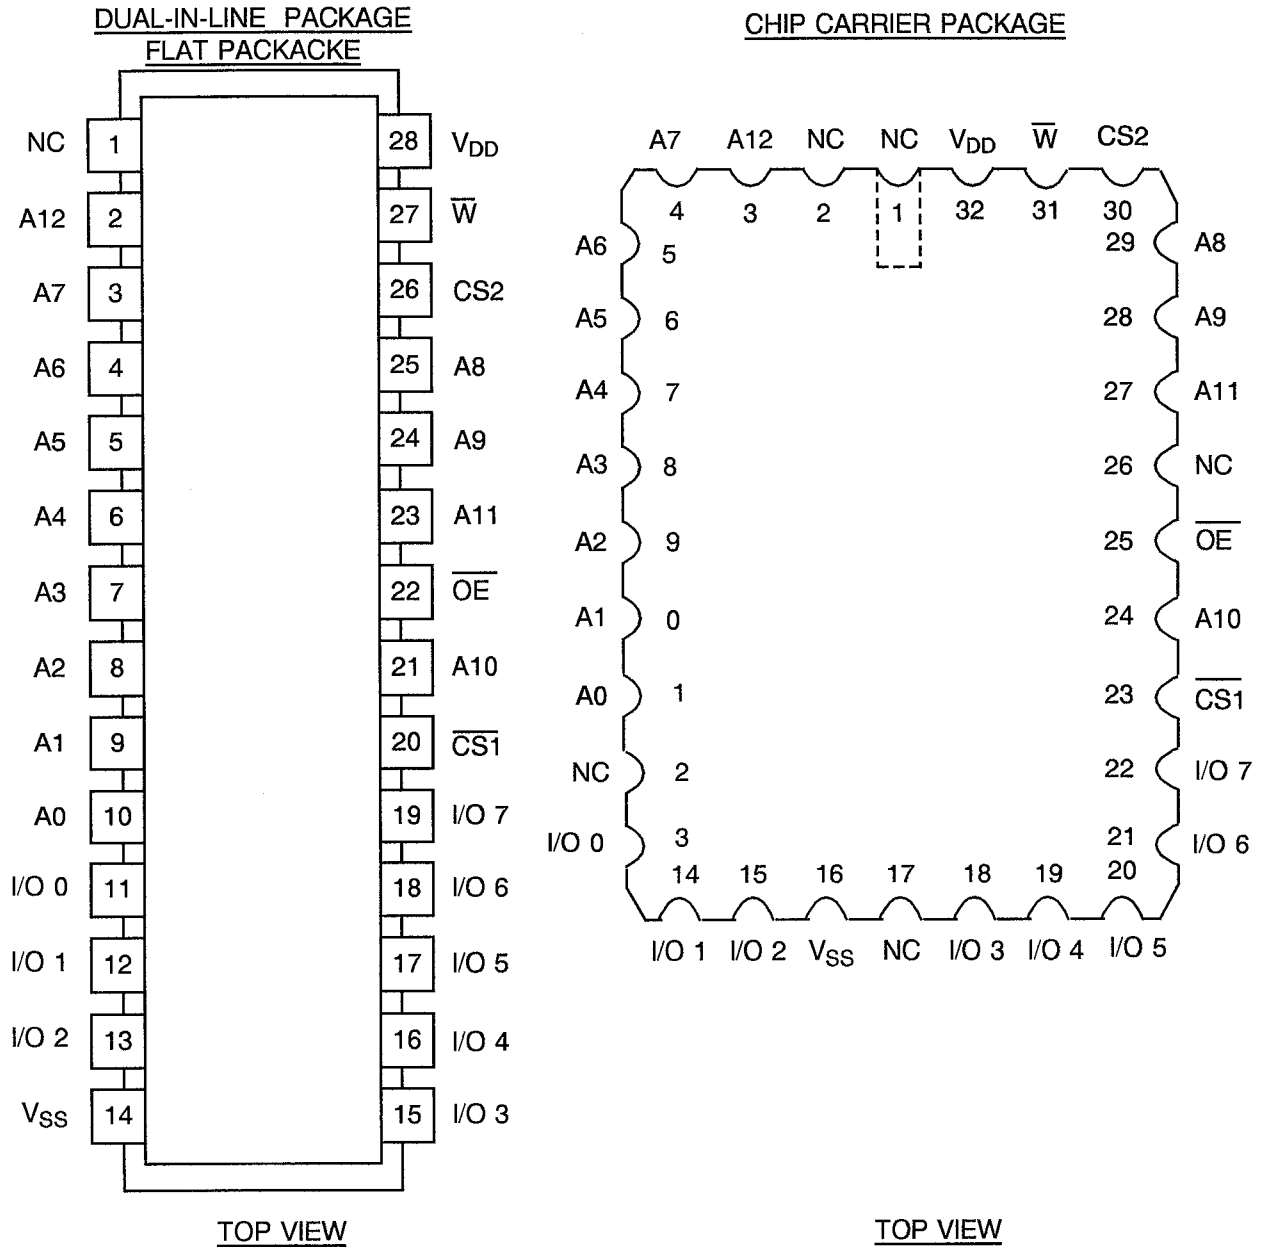 DUAL-IN-LINE PACKAGE
FLAT PACKACKE
NC 1 28 VDD
A12 2 27 W̅
A7 3 26 CS2
A6 4 25 A8
A5 5 24 A9
A4 6 23 A11
A3 7 22 O̅E̅
A2 8 21 A10
A1 9 20 C̅S̅1̅
A0 10 19 I/O 7
I/O 0 11 18 I/O 6
I/O 1 12 17 I/O 5
I/O 2 13 16 I/O 4
VSS 14 15 I/O 3
TOP VIEW
CHIP CARRIER PACKAGE
A7 A12 NC NC VDD W̅ CS2
4 3 2 1 32 31 30
A6 5 29 A8
A5 6 28 A9
A4 7 27 A11
A3 8 26 NC
A2 9 25 O̅E̅
A1 0 24 A10
A0 1 23 C̅S̅1̅
NC 2 22 I/O 7
I/O 0 3 21 I/O 6
14 15 16 17 18 19 20
I/O 1 I/O 2 VSS NC I/O 3 I/O 4 I/O 5
TOP VIEW